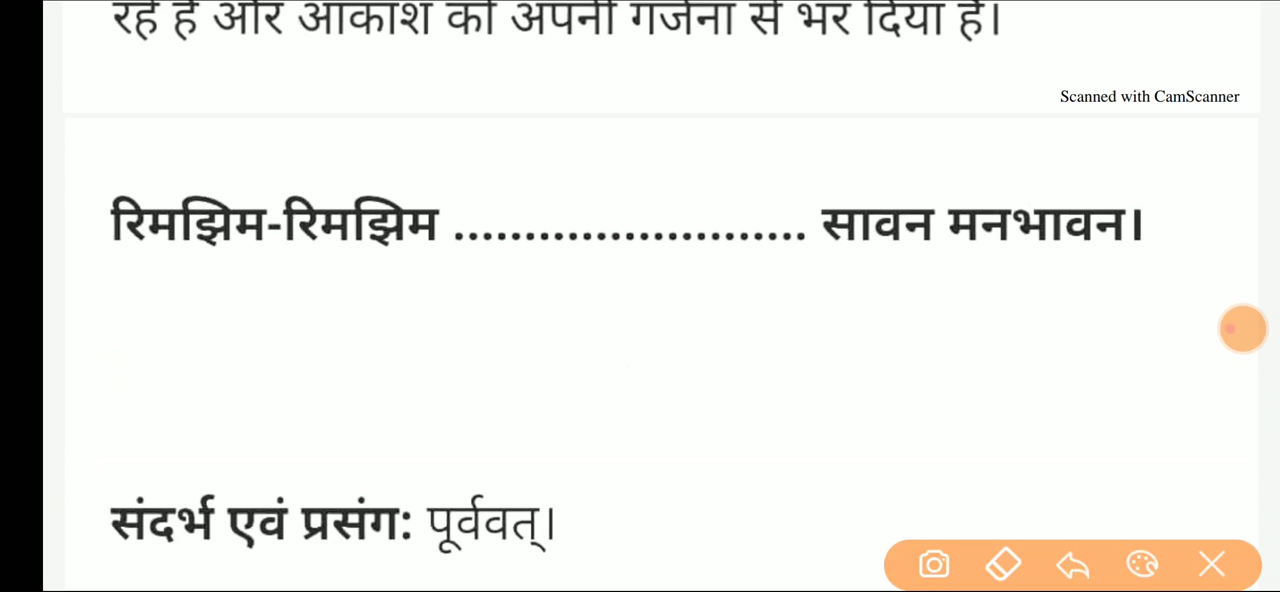 रहे हैं और आकाश को अपनी गर्जना से भर दिया है।
Scanned with CamScanner
रिमझिम-रिमझिम ......................... सावन मनभावन।
संदर्भ एवं प्रसंग: पूर्ववत्।